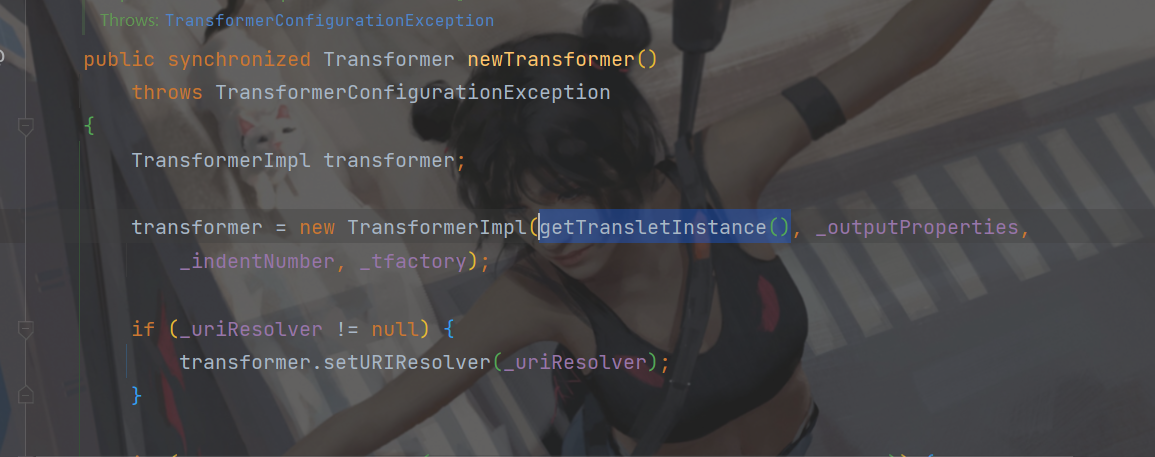 Throws: TransformerConfigurationException
public synchronized Transformer newTransformer()
throws TransformerConfigurationException
{
TransformerImpl transformer;
transformer = new TransformerImpl(getTransletInstance(), _outputProperties,
_indentNumber, _tfactory);
if (_uriResolver != null) {
transformer.setURIResolver(_uriResolver);
}